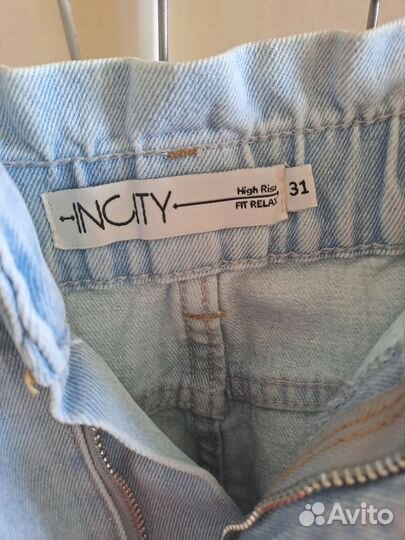 INCITY
High Rise
FIT RELAX
31
Avito